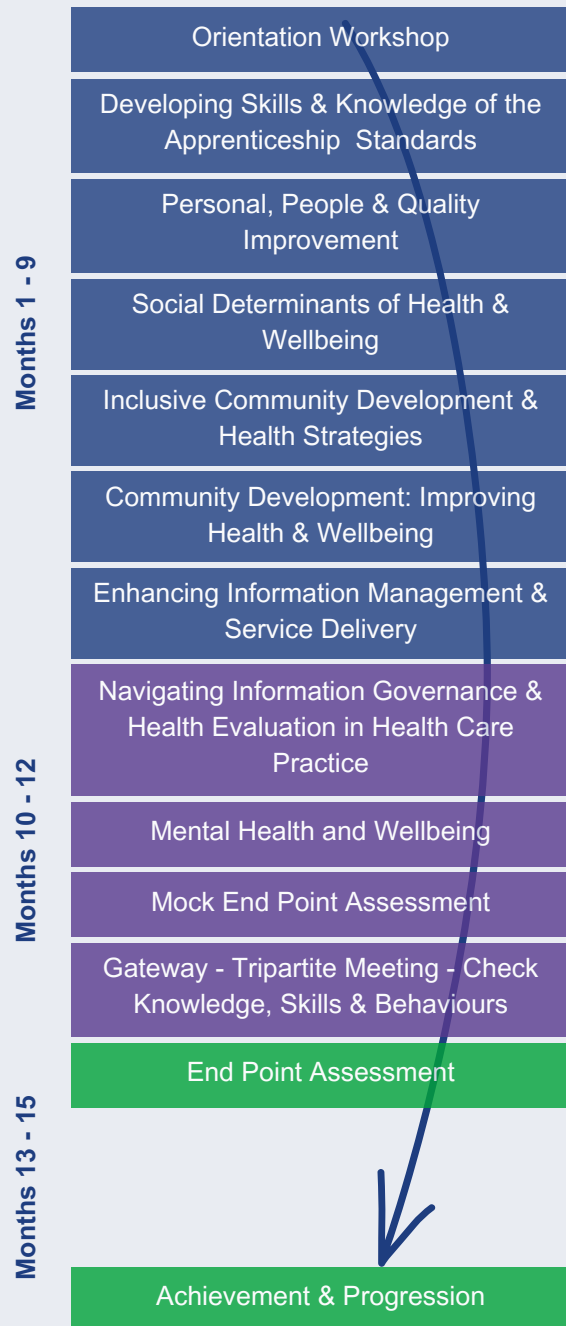 Orientation Workshop
Developing Skills & Knowledge of the
Apprenticeship Standards
Personal, People & Quality
Improvement
Months 1 - 9
Social Determinants of Health &
Wellbeing
Inclusive Community Development &
Health Strategies
Community Development: Improving
Health & Wellbeing
Enhancing Information Management &
Service Delivery
Navigating Information Governance &
Health Evaluation in Health Care
Practice
Months 10 - 12
Mental Health and Wellbeing
Mock End Point Assessment
Gateway - Tripartite Meeting - Check
Knowledge, Skills & Behaviours
End Point Assessment
Months 13 - 15
Achievement & Progression